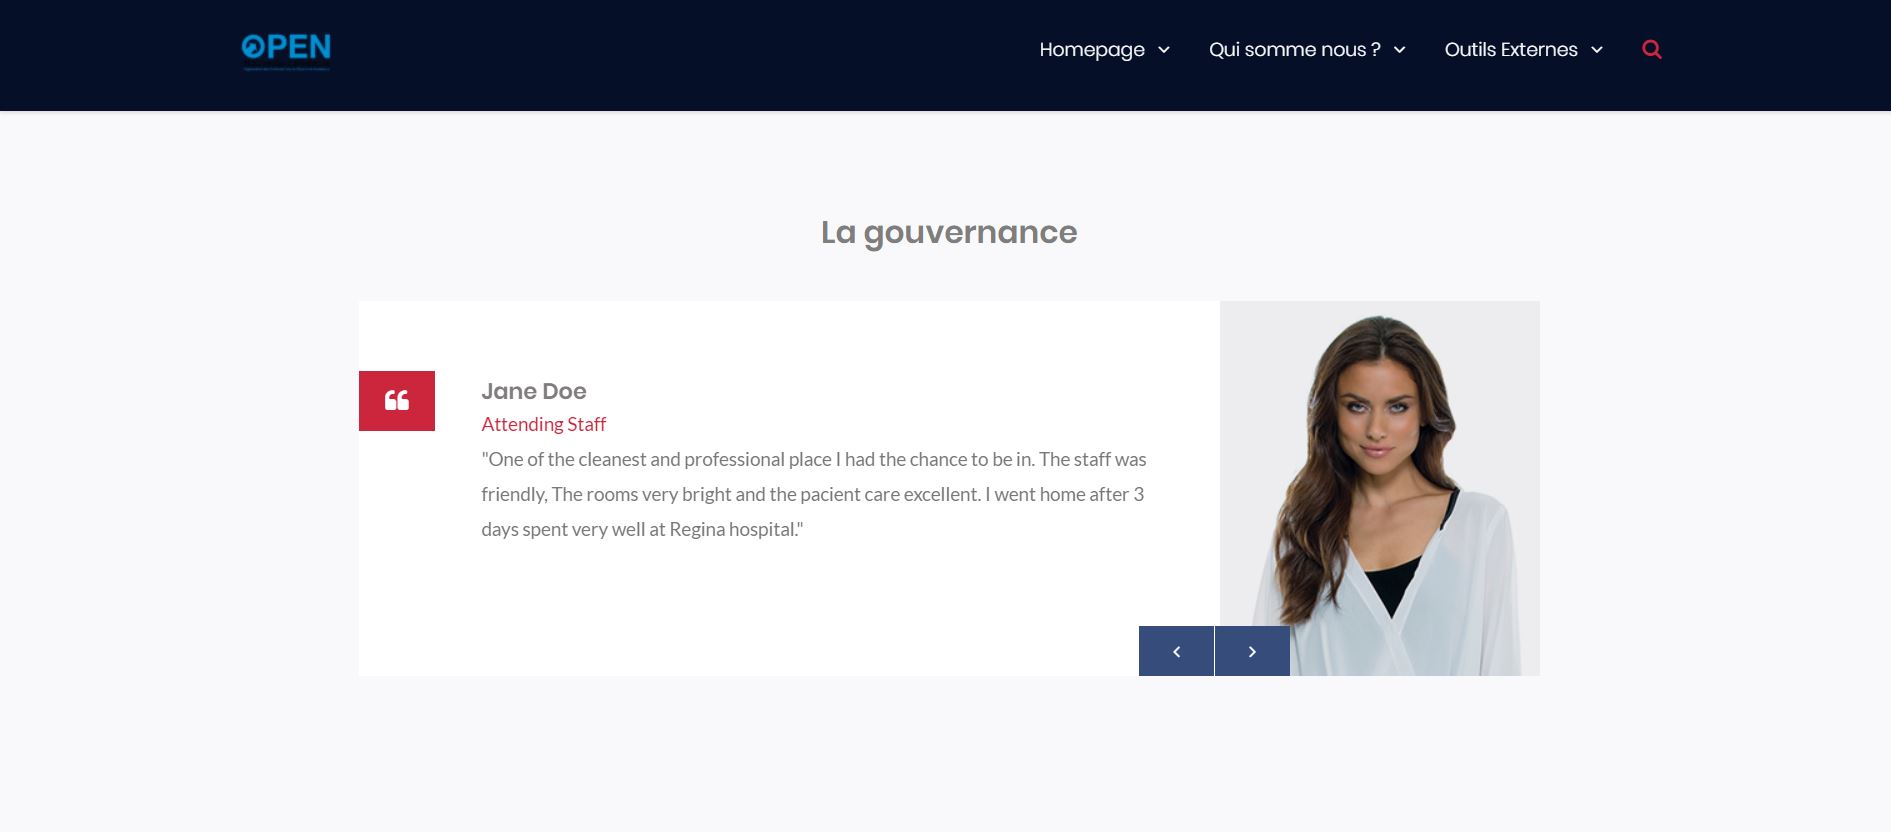 OPEN
Homepage
Qui somme nous ?
Outils Externes
La gouvernance
Jane Doe
Attending Staff
"One of the cleanest and professional place I had the chance to be in. The staff was
friendly, The rooms very bright and the pacient care excellent. I went home after 3
days spent very well at Regina hospital."